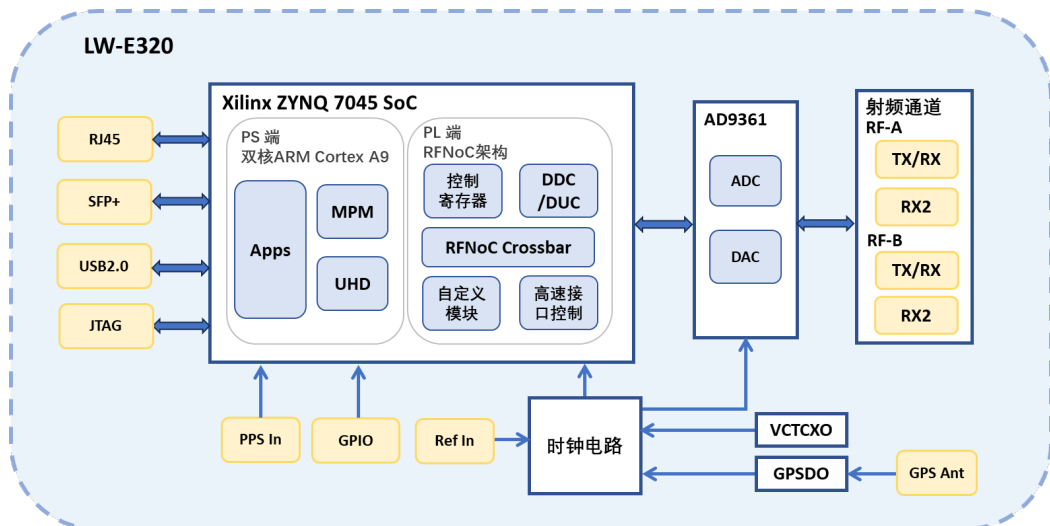 LW-E320
RJ45
SFP+
USB2.0
JTAG
Xilinx ZYNQ 7045 SoC
PS 端
双核ARM Cortex A9
Apps
MPM
UHD
PL 端
RFNoC架构
控制
寄存器
DDC
/DUC
RFNoC Crossbar
自定义
模块
高速接
口控制
AD9361
ADC
DAC
射频通道
RF-A
TX/RX
RX2
RF-B
TX/RX
RX2
PPS In
GPIO
Ref In
时钟电路
VCTCXO
GPSDO
GPS Ant